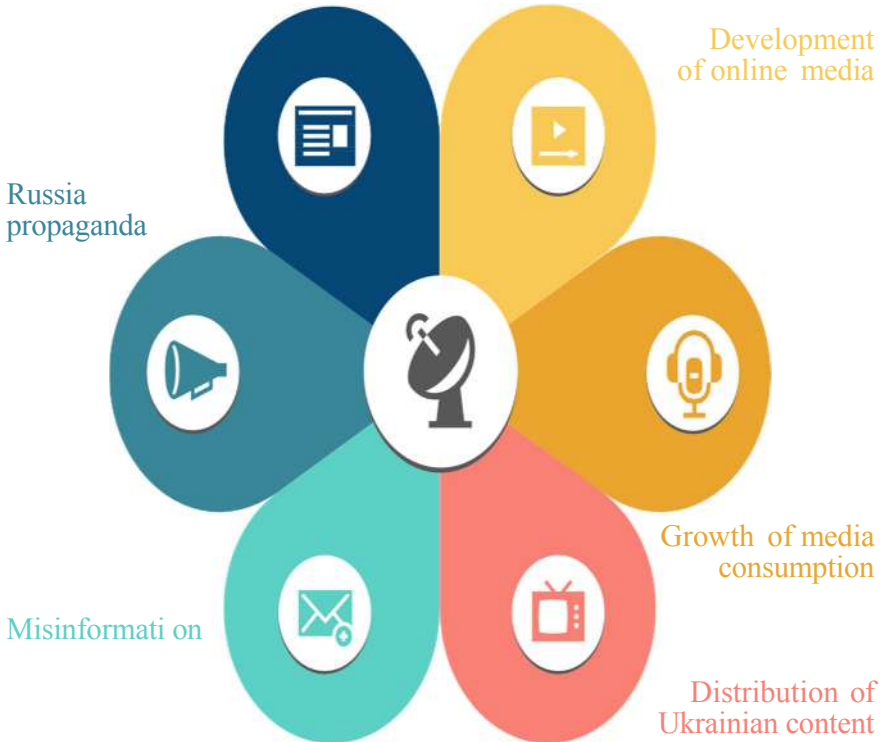 Development
of online media
Russia
propaganda
Growth of media
consumption
Misinformati on
Distribution of
Ukrainian content